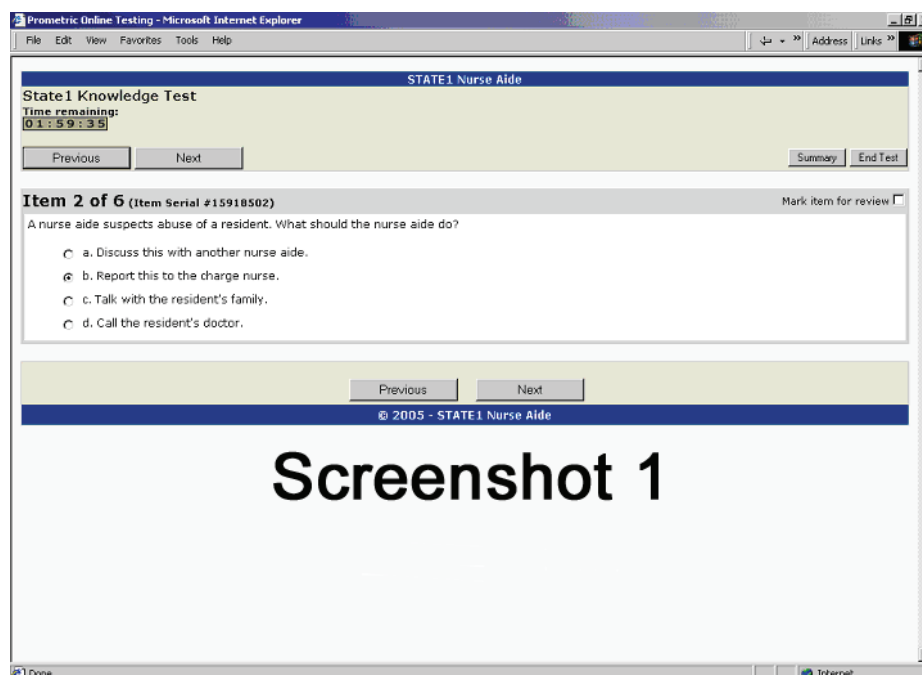 Prometric Online Testing - Microsoft Internet Explorer
File Edit View Favorites Tools Help
Address Links »
STATE1 Nurse Aide
State1 Knowledge Test
Time remaining:
01:59:35
Previous Next Summary End Test
Item 2 of 6 (Item Serial #15918502) Mark item for review
A nurse aide suspects abuse of a resident. What should the nurse aide do?
a. Discuss this with another nurse aide.
b. Report this to the charge nurse.
c. Talk with the resident's family.
d. Call the resident's doctor.
Previous Next
© 2005 - STATE1 Nurse Aide
Screenshot 1
Done Internet